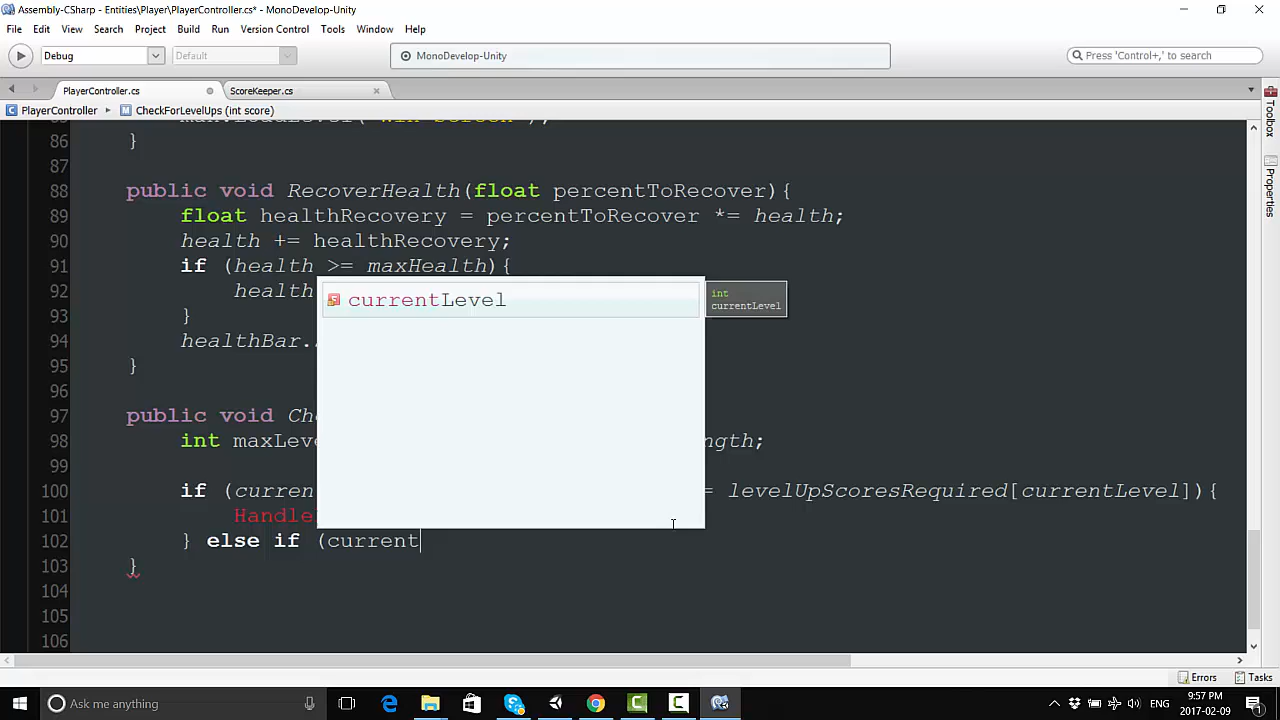 Assembly-CSharp - Entities\Player\PlayerController.cs* - MonoDevelop-Unity
File Edit View Search Project Build Run Version Control Tools Window Help
Debug Default MonoDevelop-Unity Press 'Control+,' to search
PlayerController.cs ScoreKeeper.cs
PlayerController CheckForLevelUps (int score)
86 }
87
88 public void RecoverHealth(float percentToRecover){
89 float healthRecovery = percentToRecover *= health;
90 health += healthRecovery;
91 if (health >= maxHealth){
92 health
93 }
94 healthBar.
95 }
96
97 public void Che
98 int maxLeve ngth;
99
100 if (curren = levelUpScoresRequired[currentLevel]){
101 Handle
102 } else if (current
103 }
104
105
106
currentLevel
int
currentLevel
Toolbox
Properties
Errors Tasks
Ask me anything
ENG
9:57 PM
2017-02-09